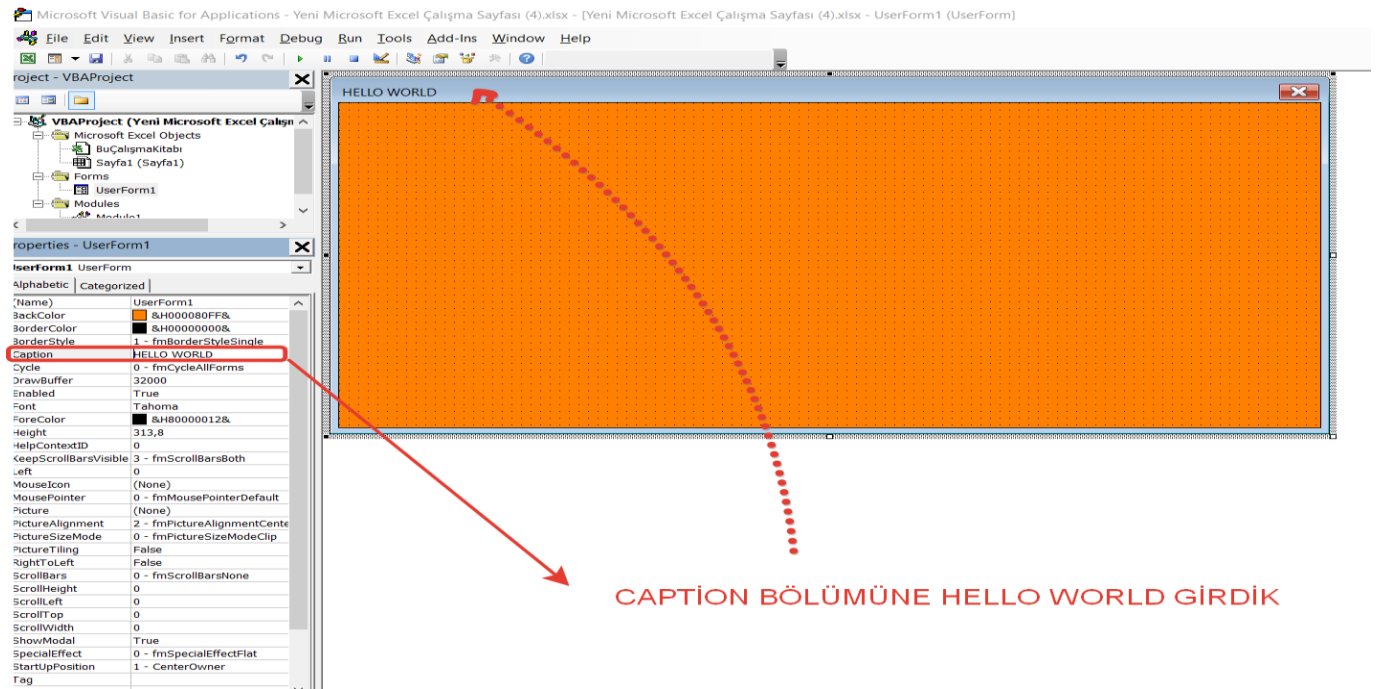 Microsoft Visual Basic for Applications - Yeni Microsoft Excel Çalışma Sayfası (4).xlsx - [Yeni Microsoft Excel Çalışma Sayfası (4).xlsx - UserForm1 (UserForm)]
File Edit View Insert Format Debug Run Tools Add-Ins Window Help
roject - VBAProject
VBAProject (Yeni Microsoft Excel Çalışn
Microsoft Excel Objects
BuÇalışmaKitabı
Sayfa1 (Sayfa1)
Forms
UserForm1
Modules
Module1
roperties - UserForm1
UserForm1 UserForm
Alphabetic Categorized
(Name) UserForm1
BackColor &H000080FF&
BorderColor &H00000000&
BorderStyle 1 - fmBorderStyleSingle
Caption HELLO WORLD
Cycle 0 - fmCycleAllForms
DrawBuffer 32000
Enabled True
Font Tahoma
ForeColor &H80000012&
Height 313,8
HelpContextID 0
KeepScrollBarsVisible 3 - fmScrollBarsBoth
Left 0
MouseIcon (None)
MousePointer 0 - fmMousePointerDefault
Picture (None)
PictureAlignment 2 - fmPictureAlignmentCente
PictureSizeMode 0 - fmPictureSizeModeClip
PictureTiling False
RightToLeft False
ScrollBars 0 - fmScrollBarsNone
ScrollHeight 0
ScrollLeft 0
ScrollTop 0
ScrollWidth 0
ShowModal True
SpecialEffect 0 - fmSpecialEffectFlat
StartUpPosition 1 - CenterOwner
Tag
HELLO WORLD
CAPTİON BÖLÜMÜNE HELLO WORLD GİRDİK